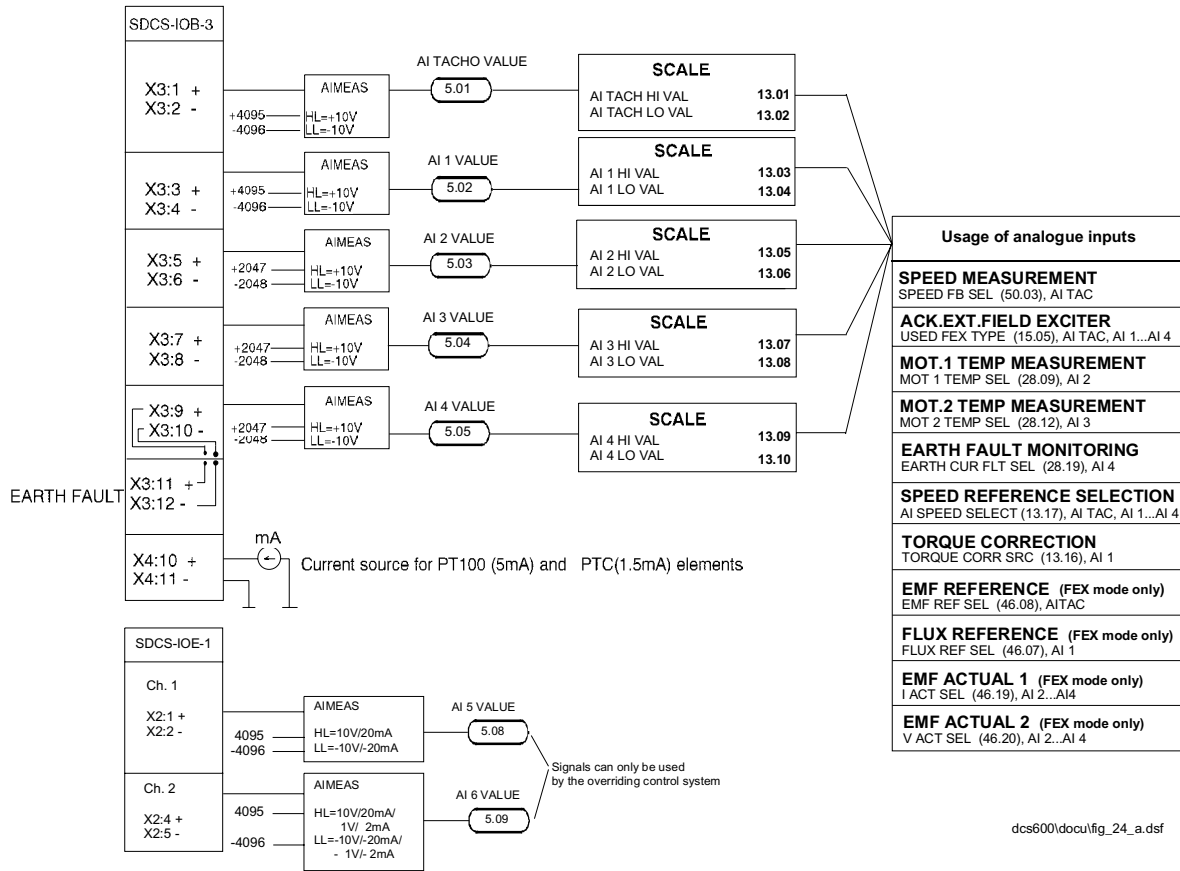 SDCS-IOB-3
X3:1 +
X3:2 -
+4095
-4096
AIMEAS
HL=+10V
LL=-10V
AI TACHO VALUE
5.01
SCALE
AI TACH HI VAL 13.01
AI TACH LO VAL 13.02
X3:3 +
X3:4 -
+4095
-4096
AIMEAS
HL=+10V
LL=-10V
AI 1 VALUE
5.02
SCALE
AI 1 HI VAL 13.03
AI 1 LO VAL 13.04
X3:5 +
X3:6 -
+2047
-2048
AIMEAS
HL=+10V
LL=-10V
AI 2 VALUE
5.03
SCALE
AI 2 HI VAL 13.05
AI 2 LO VAL 13.06
X3:7 +
X3:8 -
+2047
-2048
AIMEAS
HL=+10V
LL=-10V
AI 3 VALUE
5.04
SCALE
AI 3 HI VAL 13.07
AI 3 LO VAL 13.08
X3:9 +
X3:10 -
+2047
-2048
AIMEAS
HL=+10V
LL=-10V
AI 4 VALUE
5.05
SCALE
AI 4 HI VAL 13.09
AI 4 LO VAL 13.10
EARTH FAULT
X3:11 +
X3:12 -
X4:10 +
X4:11 -
mA
Current source for PT100 (5mA) and PTC(1.5mA) elements
SDCS-IOE-1
Ch. 1
X2:1 +
X2:2 -
4095
-4096
AIMEAS
HL=10V/20mA
LL=-10V/-20mA
AI 5 VALUE
5.08
Ch. 2
X2:4 +
X2:5 -
4095
-4096
AIMEAS
HL=10V/20mA/
1V/ 2mA
LL=-10V/-20mA/
- 1V/- 2mA
AI 6 VALUE
5.09
Signals can only be used
by the overriding control system
Usage of analogue inputs
SPEED MEASUREMENT
SPEED FB SEL (50.03), AI TAC
ACK.EXT.FIELD EXCITER
USED FEX TYPE (15.05), AI TAC, AI 1...AI 4
MOT.1 TEMP MEASUREMENT
MOT 1 TEMP SEL (28.09), AI 2
MOT.2 TEMP MEASUREMENT
MOT 2 TEMP SEL (28.12), AI 3
EARTH FAULT MONITORING
EARTH CUR FLT SEL (28.19), AI 4
SPEED REFERENCE SELECTION
AI SPEED SELECT (13.17), AI TAC, AI 1...AI 4
TORQUE CORRECTION
TORQUE CORR SRC (13.16), AI 1
EMF REFERENCE (FEX mode only)
EMF REF SEL (46.08), AITAC
FLUX REFERENCE (FEX mode only)
FLUX REF SEL (46.07), AI 1
EMF ACTUAL 1 (FEX mode only)
I ACT SEL (46.19), AI 2...AI4
EMF ACTUAL 2 (FEX mode only)
V ACT SEL (46.20), AI 2...AI 4
dcs600\docu\fig_24_a.dsf